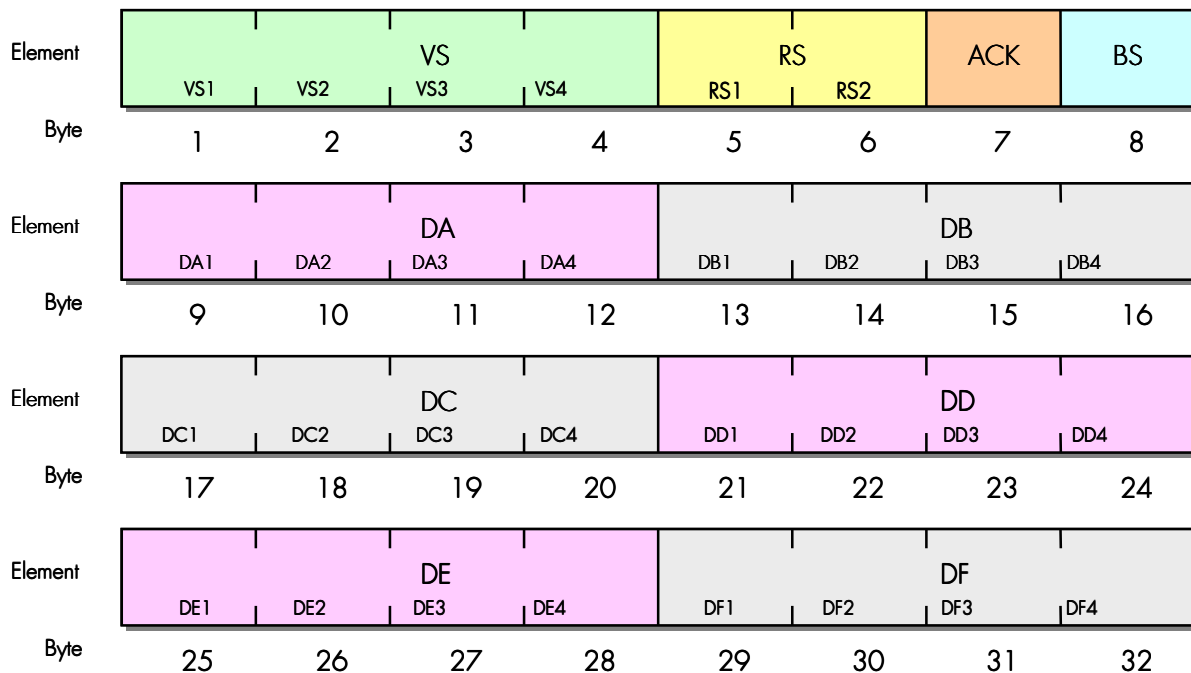 Element VS RS ACK BS
VS1 VS2 VS3 VS4 RS1 RS2
Byte 1 2 3 4 5 6 7 8
Element DA DB
DA1 DA2 DA3 DA4 DB1 DB2 DB3 DB4
Byte 9 10 11 12 13 14 15 16
Element DC DD
DC1 DC2 DC3 DC4 DD1 DD2 DD3 DD4
Byte 17 18 19 20 21 22 23 24
Element DE DF
DE1 DE2 DE3 DE4 DF1 DF2 DF3 DF4
Byte 25 26 27 28 29 30 31 32